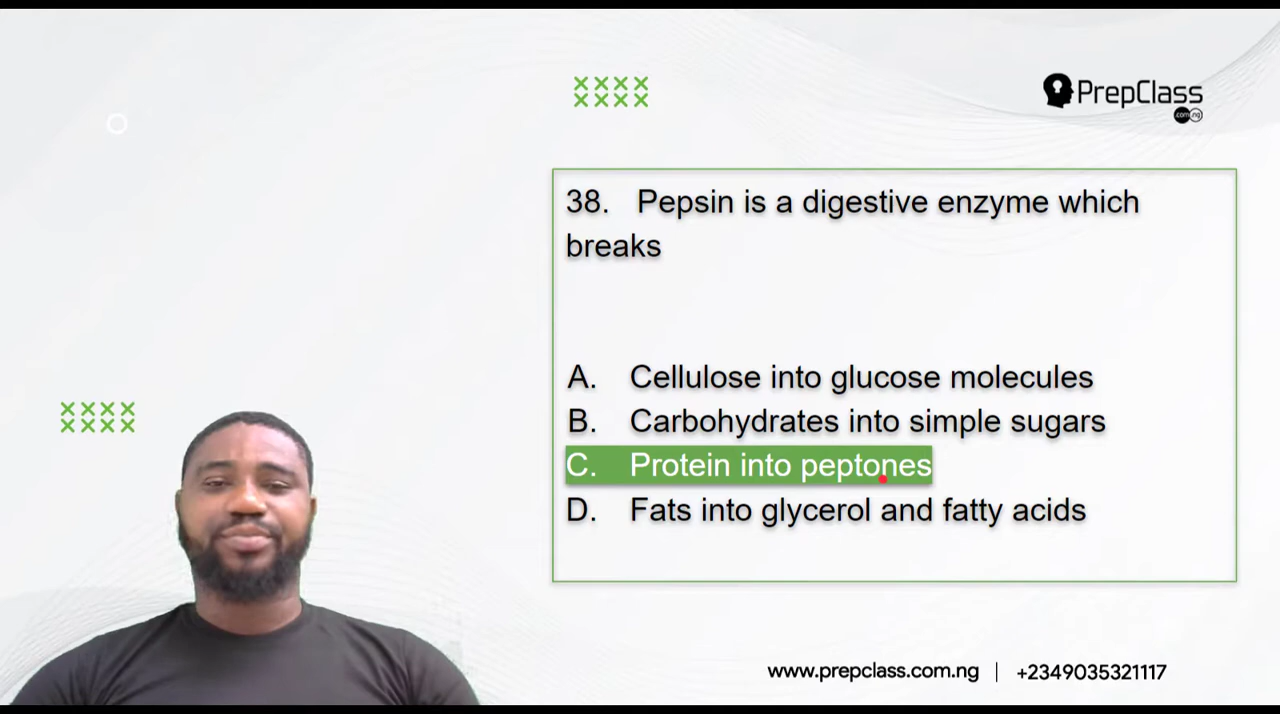 PrepClass
.com.ng
38. Pepsin is a digestive enzyme which
breaks
A. Cellulose into glucose molecules
B. Carbohydrates into simple sugars
C. Protein into peptones
D. Fats into glycerol and fatty acids
www.prepclass.com.ng | +2349035321117